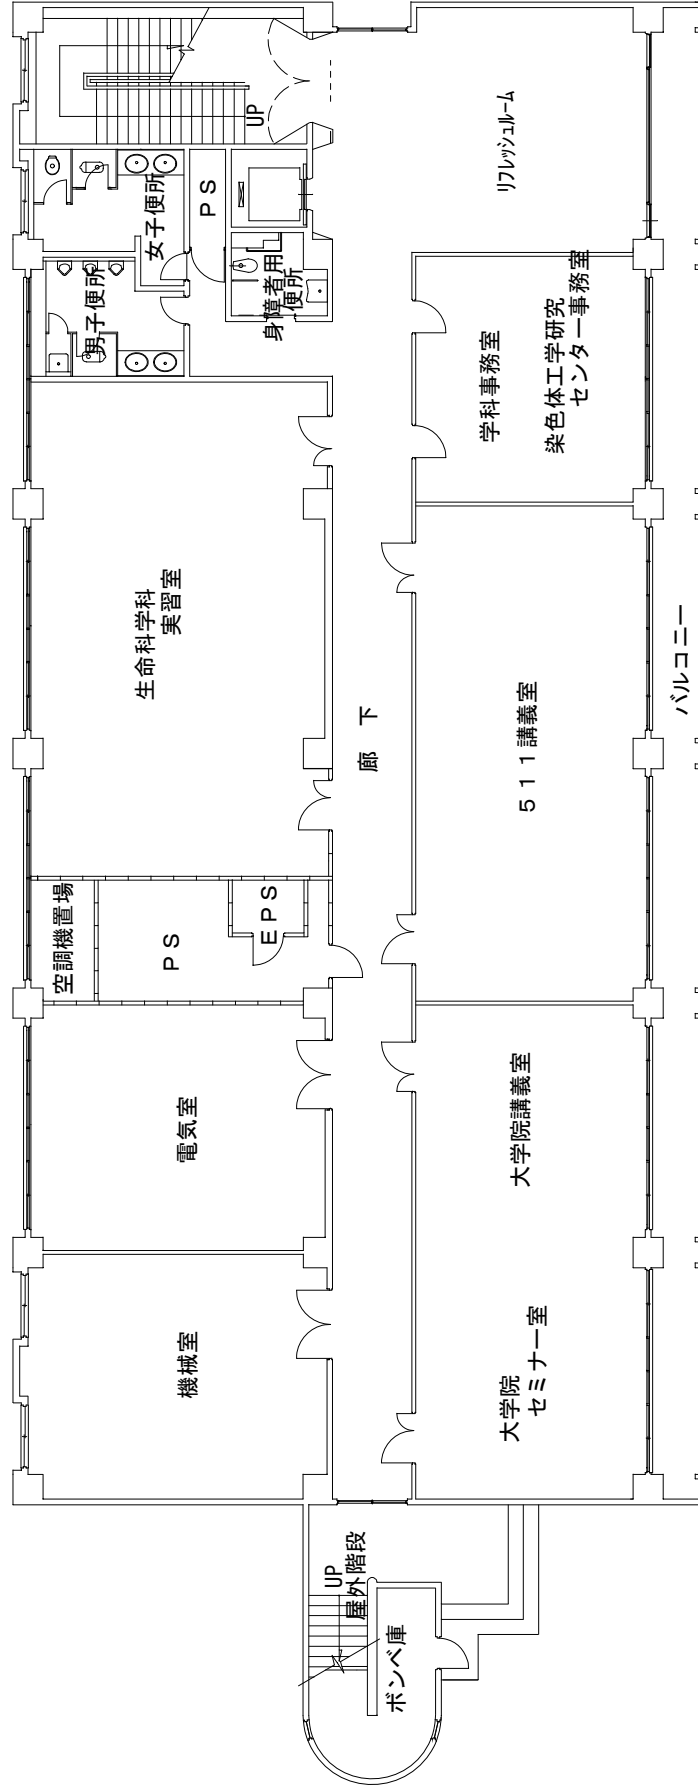 UP
リフレッシュルーム
女子便所
PS
男子便所
身障者用
便所
学科事務室
染色体工学研究
センター事務室
生命科学科
実習室
廊 下
511講義室
バルコニー
空調機置場
PS
EPS
電気室
大学院講義室
機械室
大学院
セミナー室
UP
屋外階段
ボンベ庫